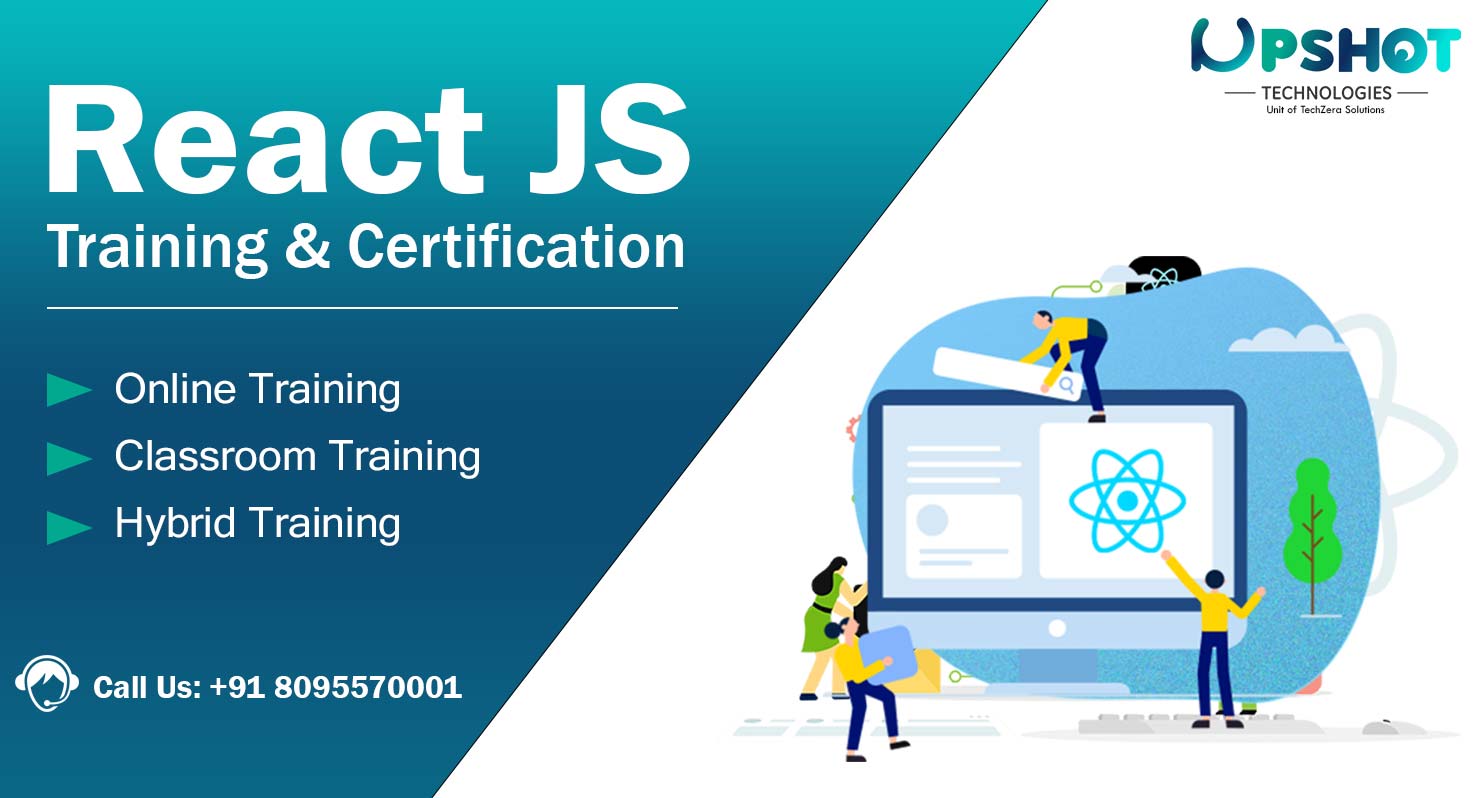 React JS
Training & Certification
Online Training
Classroom Training
Hybrid Training
Call Us: +91 8095570001
UPSHOT
TECHNOLOGIES
Unit of TechZera Solutions